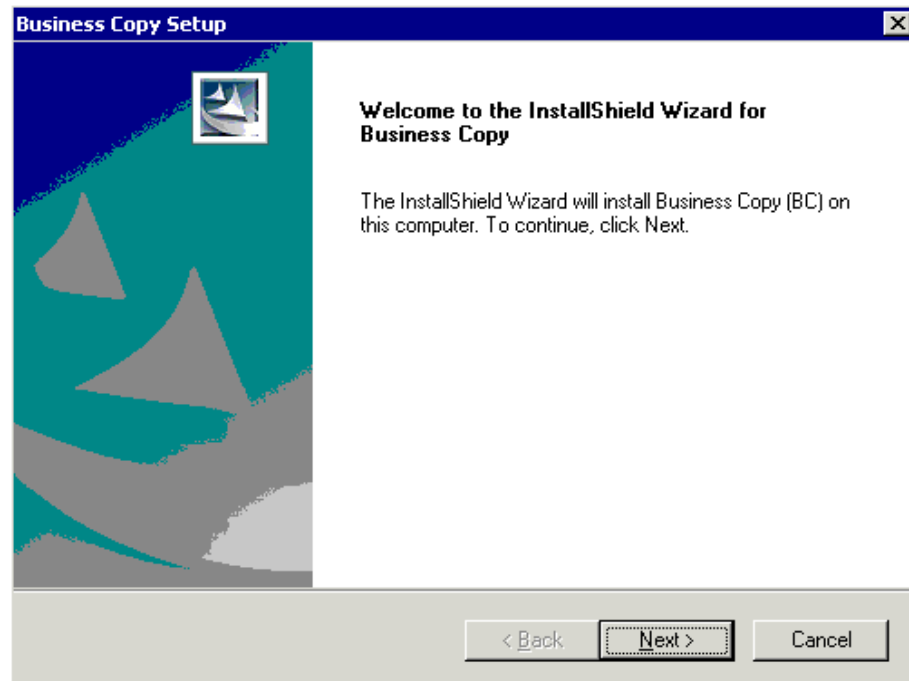 Business Copy Setup
Welcome to the InstallShield Wizard for
Business Copy
The InstallShield Wizard will install Business Copy (BC) on
this computer. To continue, click Next.
< Back
Next >
Cancel